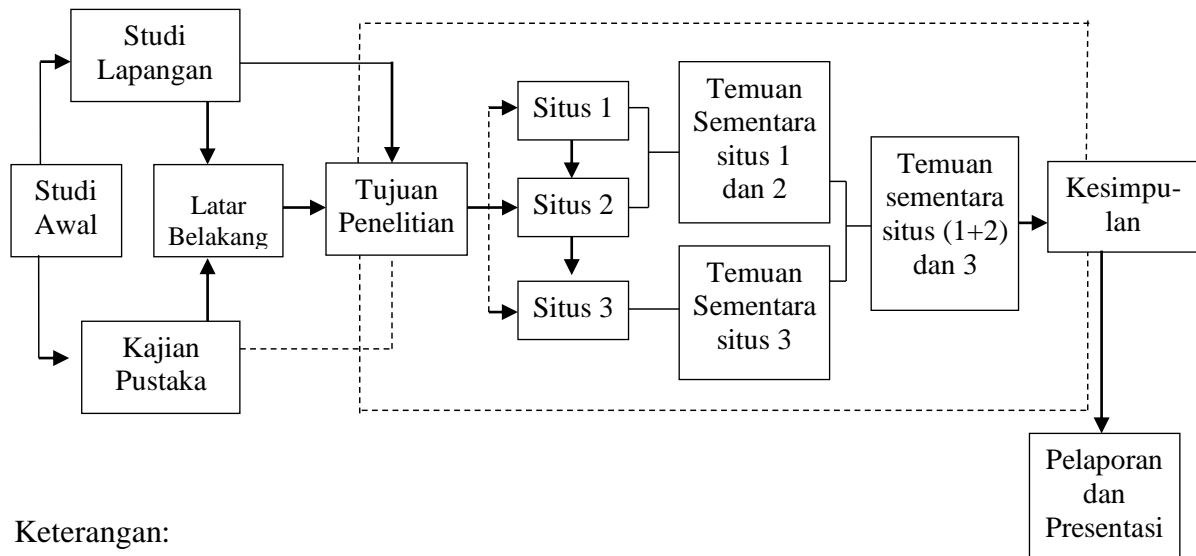 Studi
Lapangan
Studi
Awal
Latar
Belakang
Kajian
Pustaka
Tujuan
Penelitian
Situs 1
Situs 2
Situs 3
Temuan
Sementara
situs 1
dan 2
Temuan
Sementara
situs 3
Temuan
sementara
situs (1+2)
dan 3
Kesimpu-
lan
Pelaporan
dan
Presentasi
Keterangan: